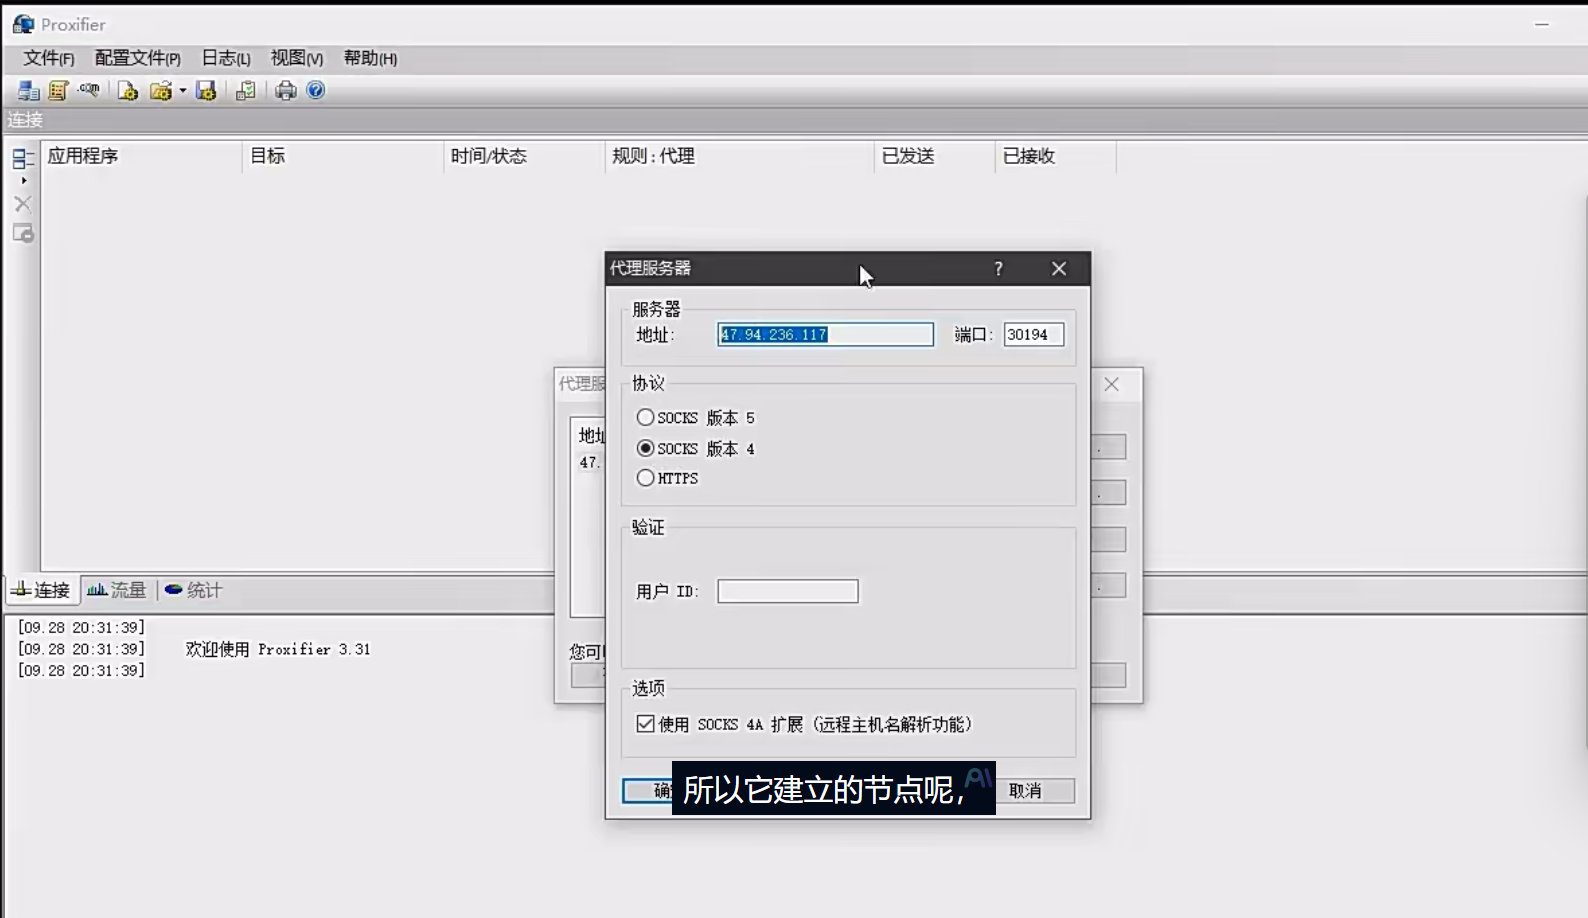 Proxifier
文件(F) 配置文件(P) 日志(L) 视图(V) 帮助(H)
连接
应用程序 目标 时间/状态 规则 : 代理 已发送 已接收
代理服务器 ?
服务器
地址: 47.94.236.117 端口: 30194
代理服
协议
SOCKS 版本 5
地址
SOCKS 版本 4
47.
HTTPS
验证
用户 ID:
连接 流量 统计
[09.28 20:31:39]
[09.28 20:31:39] 欢迎使用 Proxifier 3.31
[09.28 20:31:39]
您可
选项
使用 SOCKS 4A 扩展 (远程主机名解析功能)
确 取消
所以它建立的节点呢，
AI